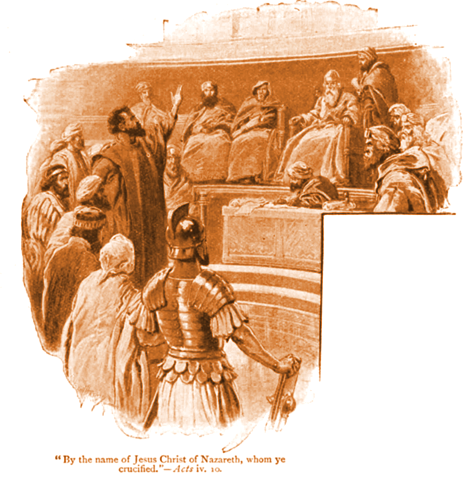 "By the name of Jesus Christ of Nazareth, whom ye
crucified."—Acts iv. 10.